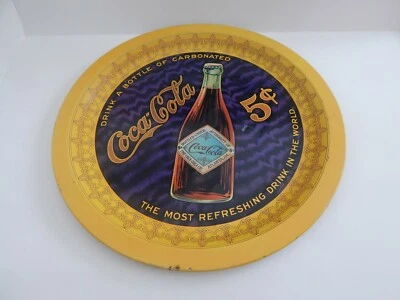 DRINK A BOTTLE OF CARBONATED
Coca-Cola
5¢
Coca-Cola
THE MOST REFRESHING DRINK IN THE WORLD